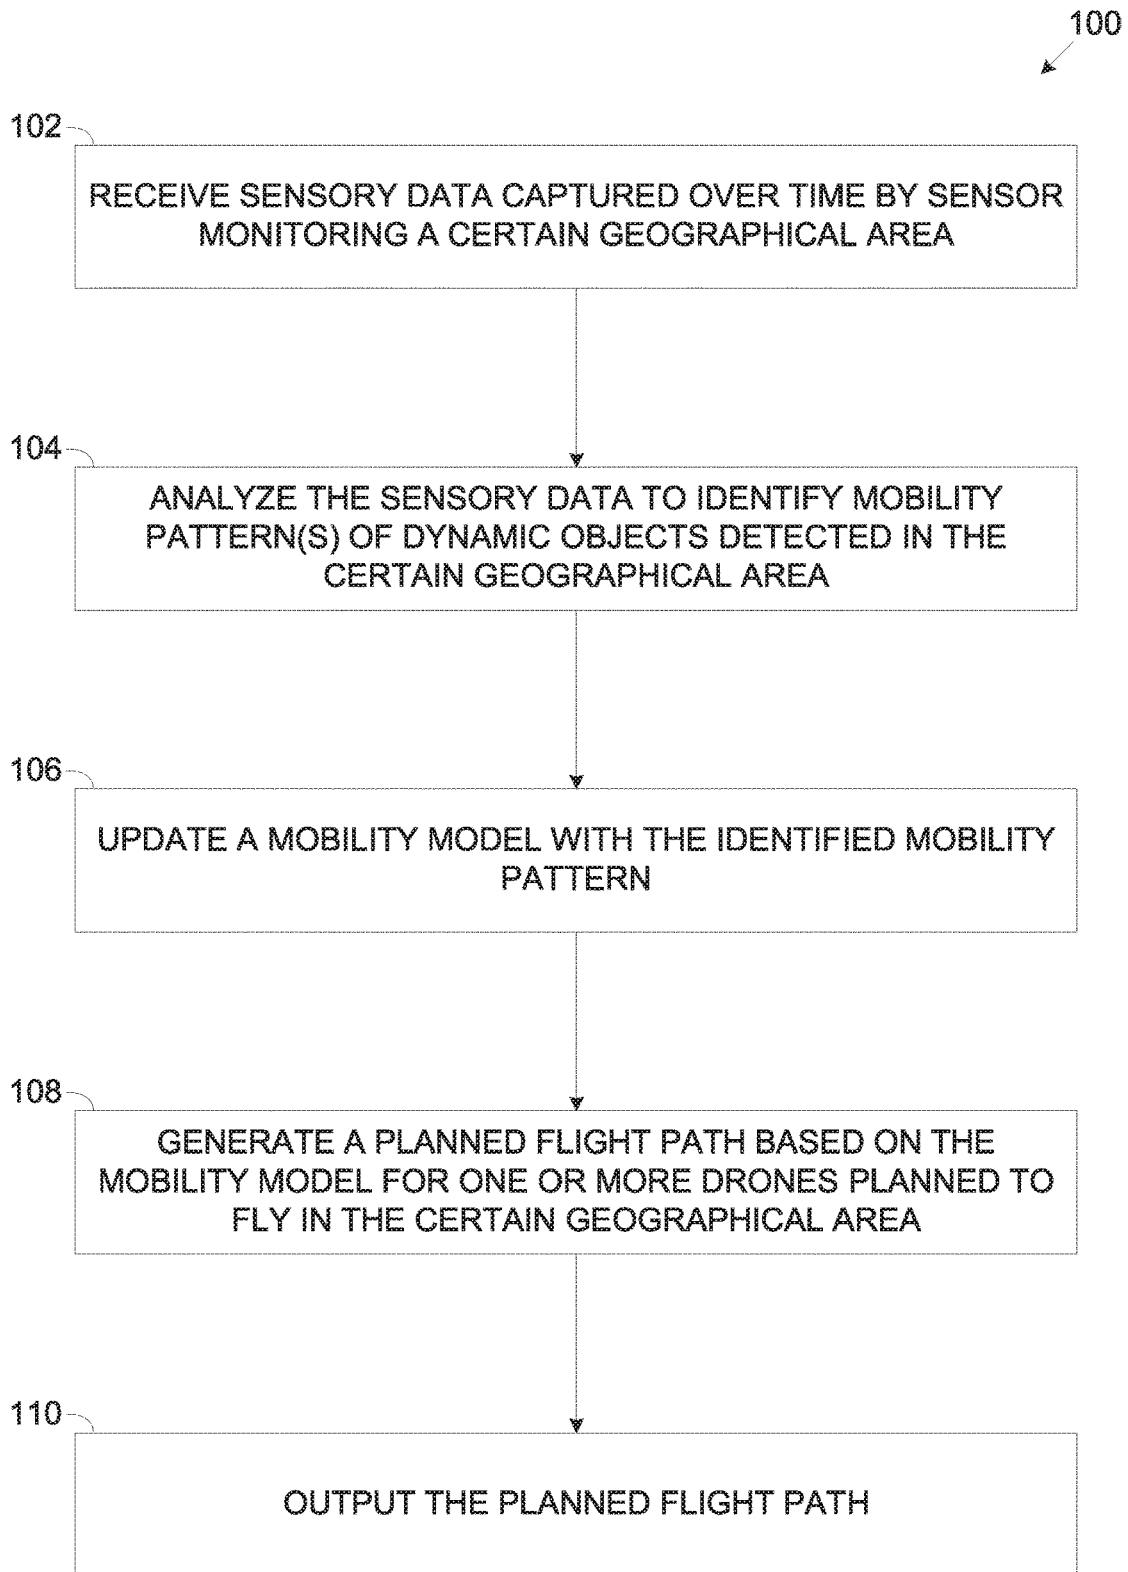 100
102
RECEIVE SENSORY DATA CAPTURED OVER TIME BY SENSOR
MONITORING A CERTAIN GEOGRAPHICAL AREA
104
ANALYZE THE SENSORY DATA TO IDENTIFY MOBILITY
PATTERN(S) OF DYNAMIC OBJECTS DETECTED IN THE
CERTAIN GEOGRAPHICAL AREA
106
UPDATE A MOBILITY MODEL WITH THE IDENTIFIED MOBILITY
PATTERN
108
GENERATE A PLANNED FLIGHT PATH BASED ON THE
MOBILITY MODEL FOR ONE OR MORE DRONES PLANNED TO
FLY IN THE CERTAIN GEOGRAPHICAL AREA
110
OUTPUT THE PLANNED FLIGHT PATH